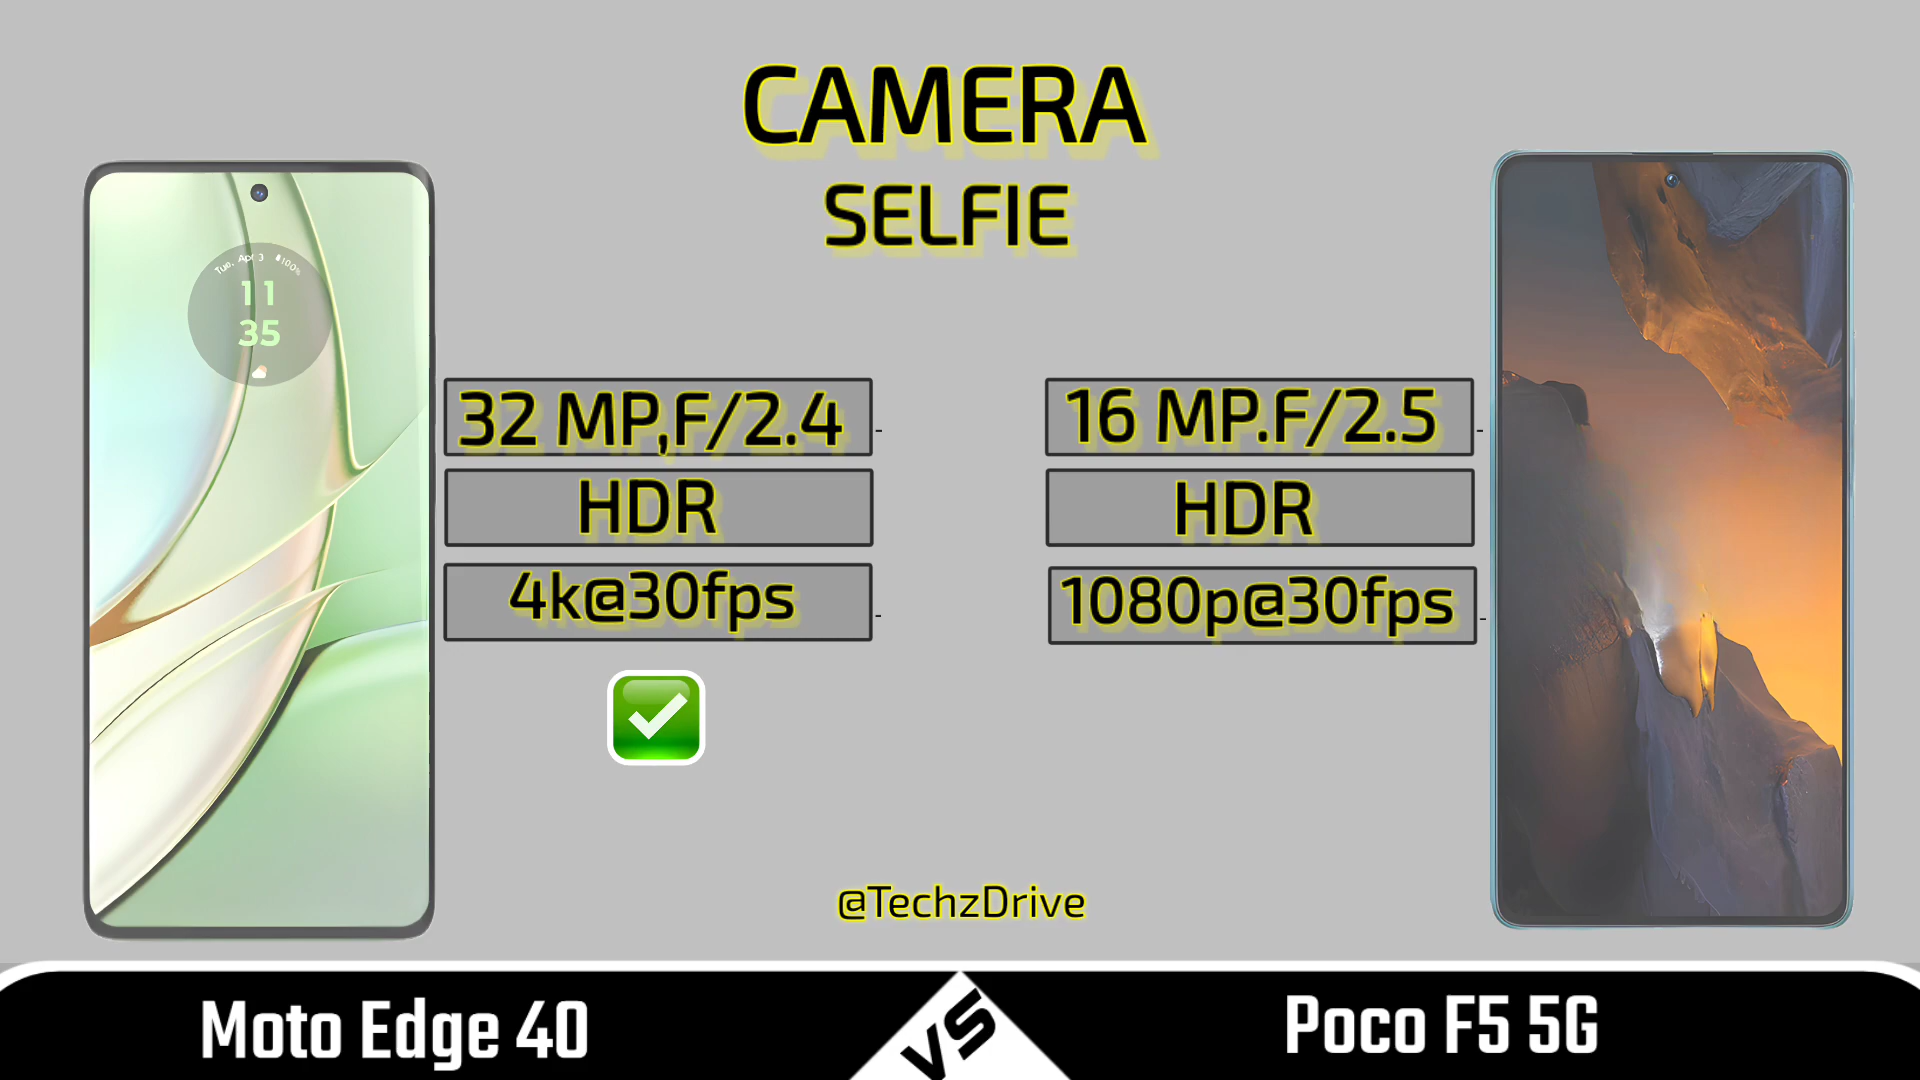 CAMERA
SELFIE
Tue, Apr 3 100%
11
35
32 MP,F/2.4
HDR
4k@30fps
16 MP.F/2.5
HDR
1080p@30fps
@TechzDrive
Moto Edge 40
VS
Poco F5 5G